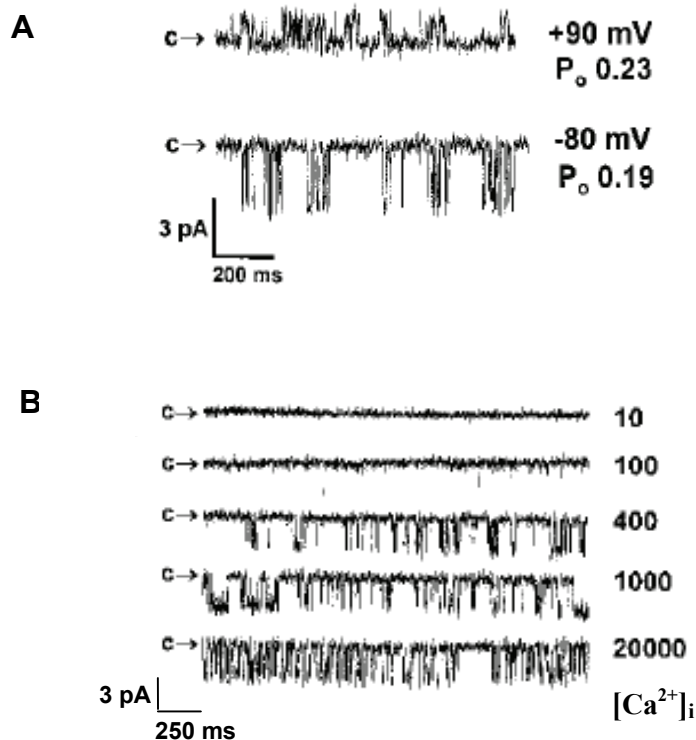 A
c→
+90 mV
Po 0.23
c→
-80 mV
Po 0.19
3 pA
200 ms
B
c→
10
c→
100
c→
400
c→
1000
c→
20000
3 pA
250 ms
[Ca²⁺]i